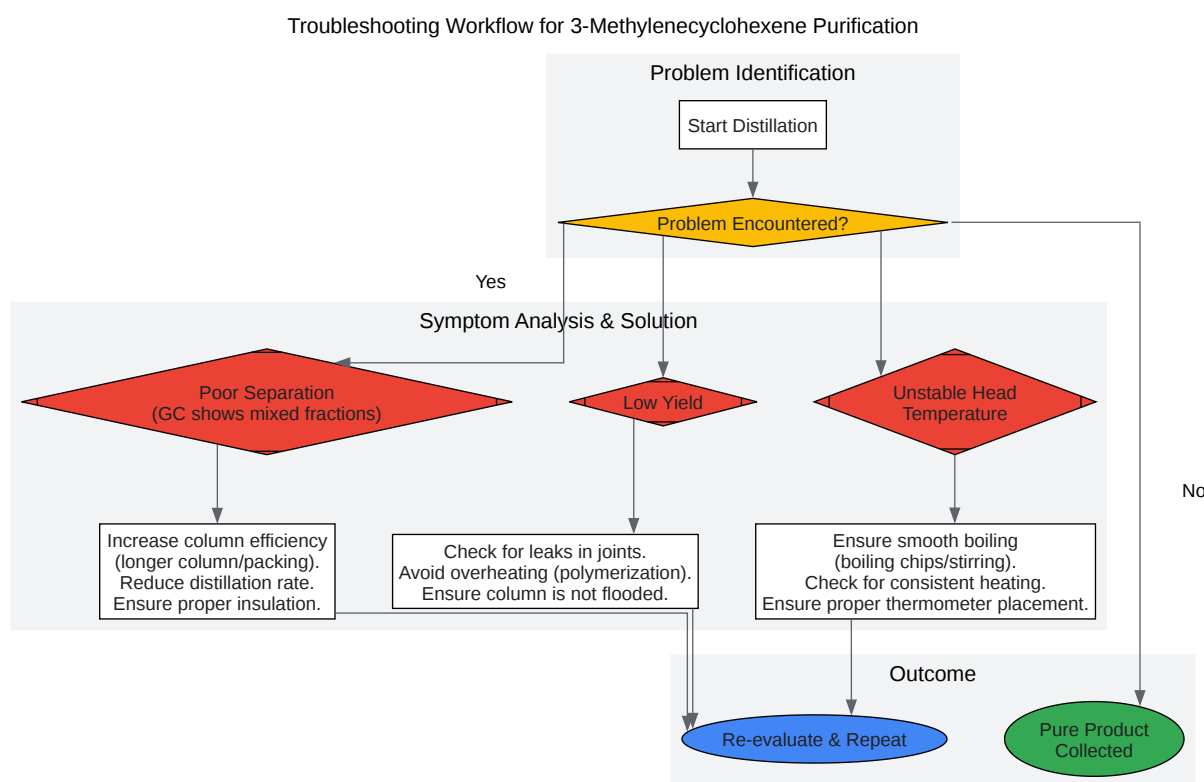 Troubleshooting Workflow for 3-Methylenecyclohexene Purification
Problem Identification
Start Distillation
Problem Encountered?
Yes
Symptom Analysis & Solution
Poor Separation
(GC shows mixed fractions)
Low Yield
Unstable Head
Temperature
No
Increase column efficiency
(longer column/packing).
Reduce distillation rate.
Ensure proper insulation.
Check for leaks in joints.
Avoid overheating (polymerization).
Ensure column is not flooded.
Ensure smooth boiling
(boiling chips/stirring).
Check for consistent heating.
Ensure proper thermometer placement.
Outcome
Re-evaluate & Repeat
Pure Product
Collected